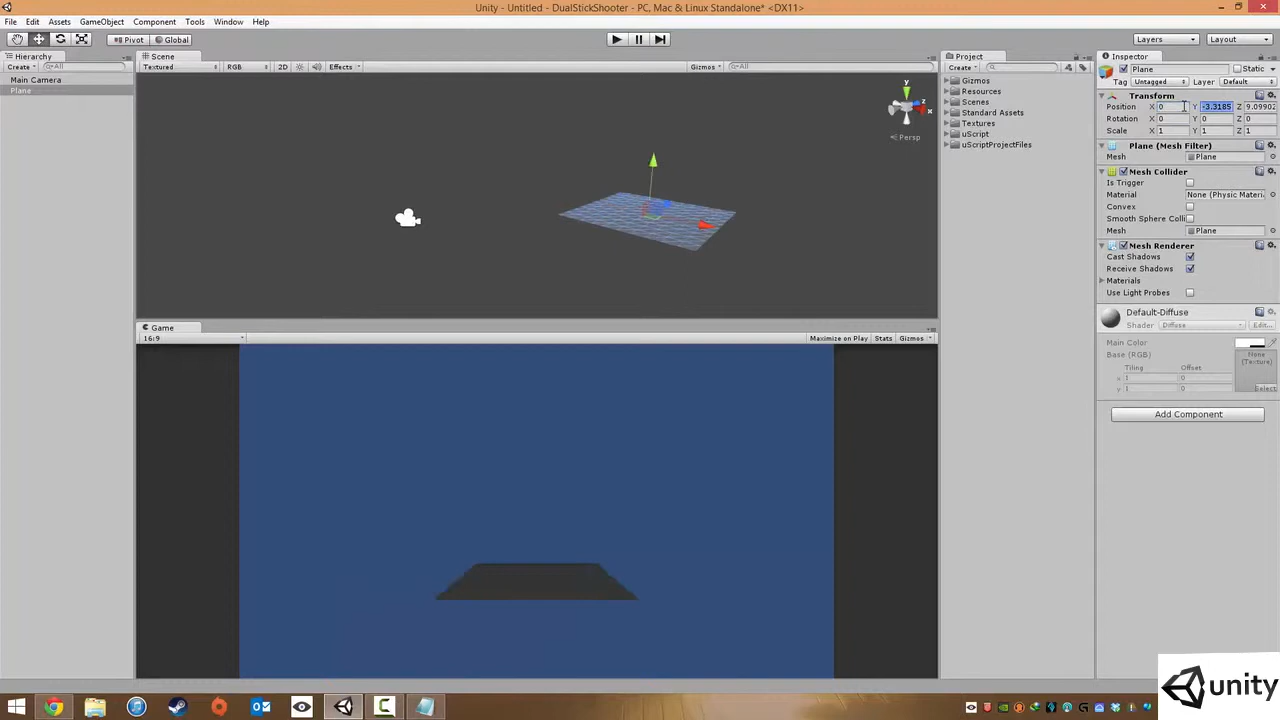 Unity - Untitled - DualStickShooter - PC, Mac & Linux Standalone* <DX11>
File Edit Assets GameObject Component Tools Window Help
Pivot Global Layers Layout
Hierarchy
Create All
Main Camera
Plane
Scene
Textured RGB 2D Effects Gizmos All
y
z
x
Persp
Game
16:9 Maximize on Play Stats Gizmos
Project
Create
Gizmos
Resources
Scenes
Standard Assets
Textures
uScript
uScriptProjectFiles
Inspector
Plane Static
Tag Untagged Layer Default
Transform
Position X 0 Y -3.3185 Z 9.09902
Rotation X 0 Y 0 Z 0
Scale X 1 Y 1 Z 1
Plane (Mesh Filter)
Mesh Plane
Mesh Collider
Is Trigger
Material None (Physic Materi
Convex
Smooth Sphere Colli
Mesh Plane
Mesh Renderer
Cast Shadows
Receive Shadows
Materials
Use Light Probes
Default-Diffuse
Shader Diffuse Edit...
Main Color
Base (RGB) None (Texture)
Tiling Offset
x 1 0
y 1 0
Select
Add Component
unity